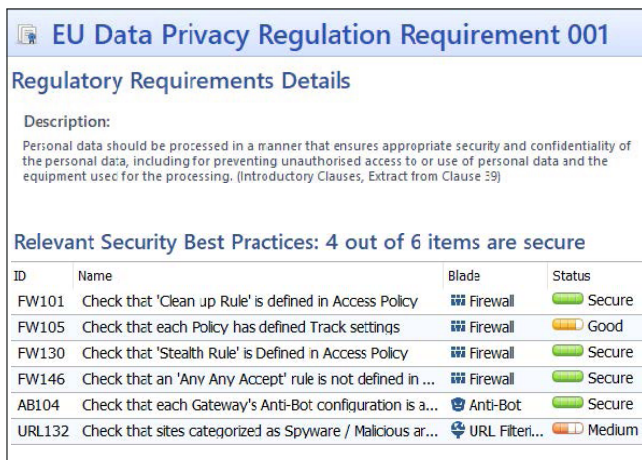 EU Data Privacy Regulation Requirement 001
Regulatory Requirements Details
Description:
Personal data should be processed in a manner that ensures appropriate security and confidentiality of
the personal data, including for preventing unauthorised access to or use of personal data and the
equipment used for the processing. (Introductory Clauses, Extract from Clause 39)
Relevant Security Best Practices: 4 out of 6 items are secure
ID Name Blade Status
FW101 Check that 'Clean up Rule' is defined in Access Policy Firewall Secure
FW105 Check that each Policy has defined Track settings Firewall Good
FW130 Check that 'Stealth Rule' is Defined in Access Policy Firewall Secure
FW146 Check that an 'Any Any Accept' rule is not defined in ... Firewall Secure
AB104 Check that each Gateway's Anti-Bot configuration is a... Anti-Bot Secure
URL132 Check that sites categorized as Spyware / Malicious ar... URL Filteri... Medium